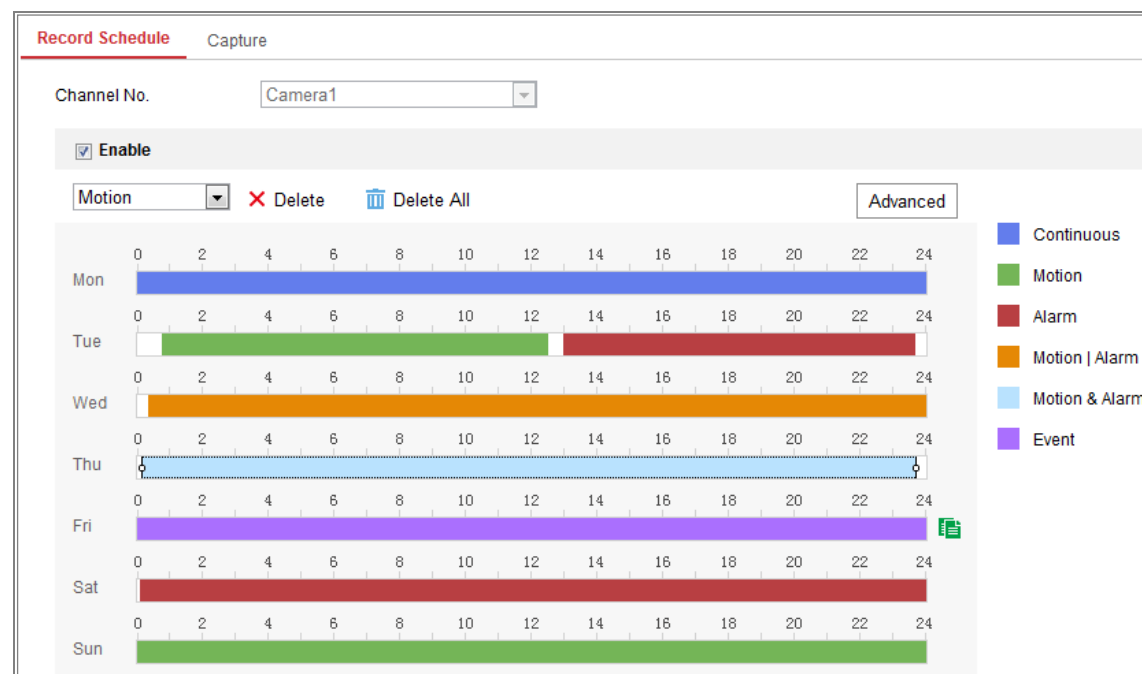 Record Schedule Capture
Channel No. Camera1
Enable
Motion Delete Delete All Advanced
0 2 4 6 8 10 12 14 16 18 20 22 24
Mon
0 2 4 6 8 10 12 14 16 18 20 22 24
Tue
0 2 4 6 8 10 12 14 16 18 20 22 24
Wed
0 2 4 6 8 10 12 14 16 18 20 22 24
Thu
0 2 4 6 8 10 12 14 16 18 20 22 24
Fri
0 2 4 6 8 10 12 14 16 18 20 22 24
Sat
0 2 4 6 8 10 12 14 16 18 20 22 24
Sun
Continuous
Motion
Alarm
Motion | Alarm
Motion & Alarm
Event